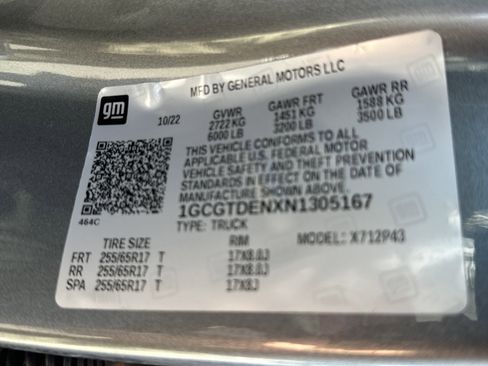 MFD BY GENERAL MOTORS LLC
gm
10/22
GVWR GAWR FRT GAWR RR
2722 KG 1451 KG 1588 KG
6000 LB 3200 LB 3500 LB
THIS VEHICLE CONFORMS TO ALL
APPLICABLE U.S. FEDERAL MOTOR
VEHICLE SAFETY AND THEFT PREVENTION
STANDARDS IN EFFECT ON THE DATE OF
MANUFACTURE SHOWN ABOVE.
1GCGTDENXN1305167
464C
TYPE: TRUCK
TIRE SIZE RIM MODEL: X712P43
FRT 255/65R17 T 17X8.0J
RR 255/65R17 T 17X8.0J
SPA 255/65R17 T 17X8J